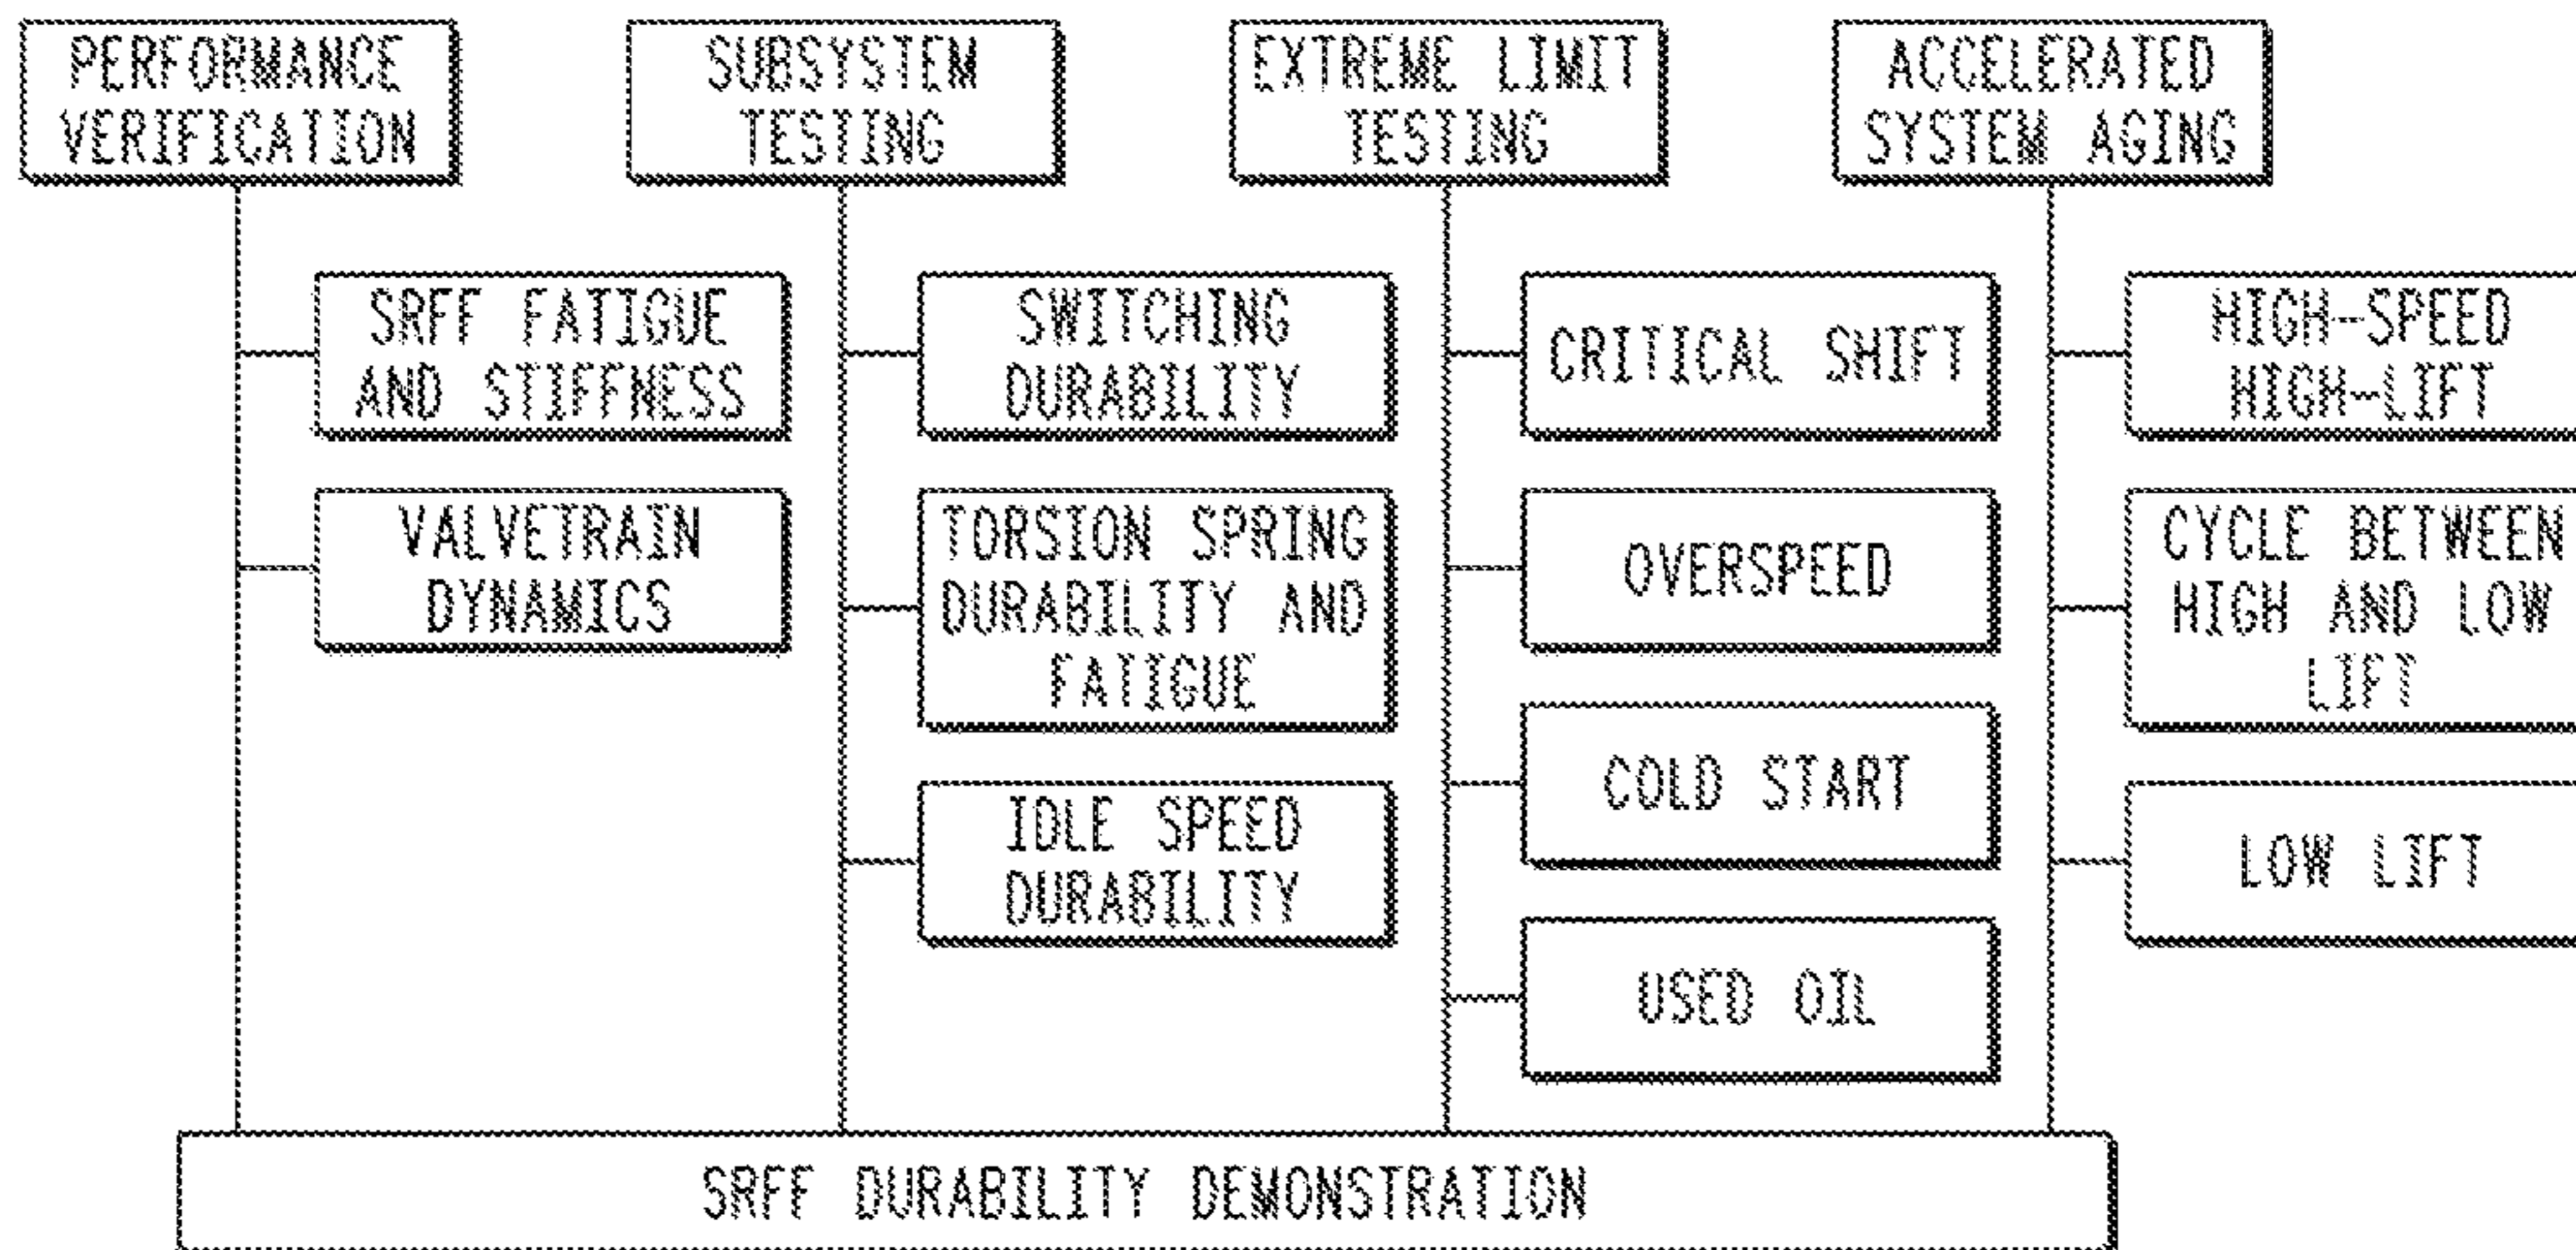 PERFORMANCE
VERIFICATION
SUBSYSTEM
TESTING
EXTREME LIMIT
TESTING
ACCELERATED
SYSTEM AGING
SRFF FATIGUE
AND STIFFNESS
VALVETRAIN
DYNAMICS
SWITCHING
DURABILITY
TORSION SPRING
DURABILITY AND
FATIGUE
IDLE SPEED
DURABILITY
CRITICAL SHIFT
OVERSPEED
COLD START
USED OIL
HIGH-SPEED
HIGH-LIFT
CYCLE BETWEEN
HIGH AND LOW
LIFT
LOW LIFT
SRFF DURABILITY DEMONSTRATION